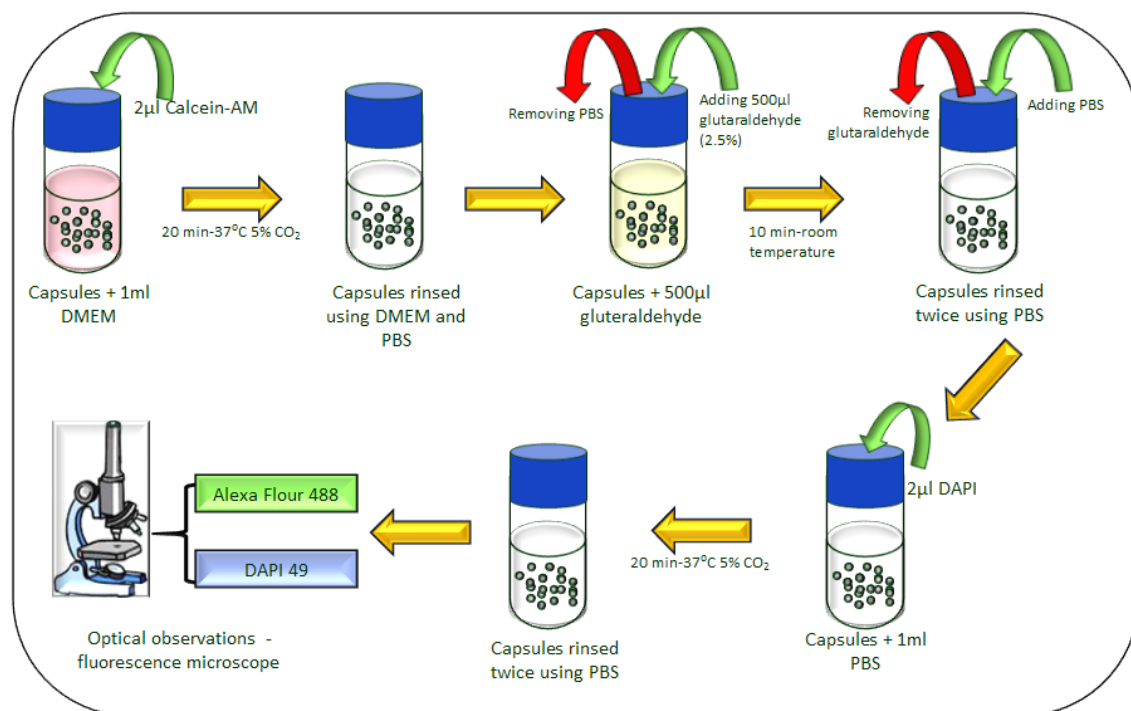 2µl Calcein-AM
Capsules + 1ml
DMEM
20 min-37⁰C 5% CO₂
Capsules rinsed
using DMEM and
PBS
Removing PBS
Adding 500µl
glutaraldehyde
(2.5%)
Capsules + 500µl
gluteraldehyde
10 min-room
temperature
Removing
glutaraldehyde
Adding PBS
Capsules rinsed
twice using PBS
2µl DAPI
Capsules + 1ml
PBS
20 min-37⁰C 5% CO₂
Capsules rinsed
twice using PBS
Alexa Flour 488
DAPI 49
Optical observations -
fluorescence microscope